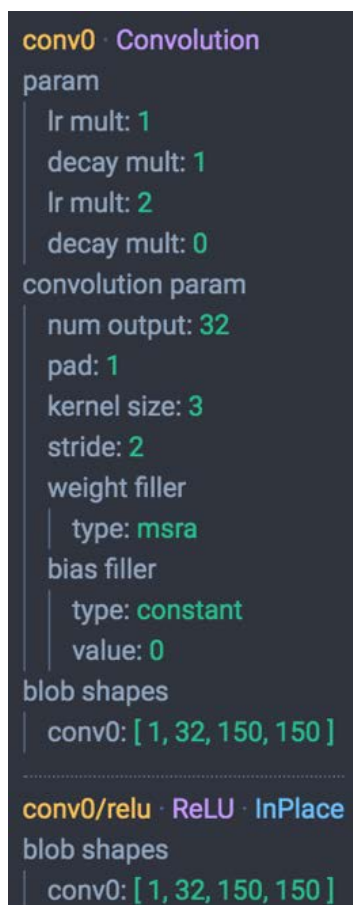 conv0 · Convolution
param
lr mult: 1
decay mult: 1
lr mult: 2
decay mult: 0
convolution param
num output: 32
pad: 1
kernel size: 3
stride: 2
weight filler
type: msra
bias filler
type: constant
value: 0
blob shapes
conv0: [ 1, 32, 150, 150 ]
conv0/relu · ReLU · InPlace
blob shapes
conv0: [ 1, 32, 150, 150 ]